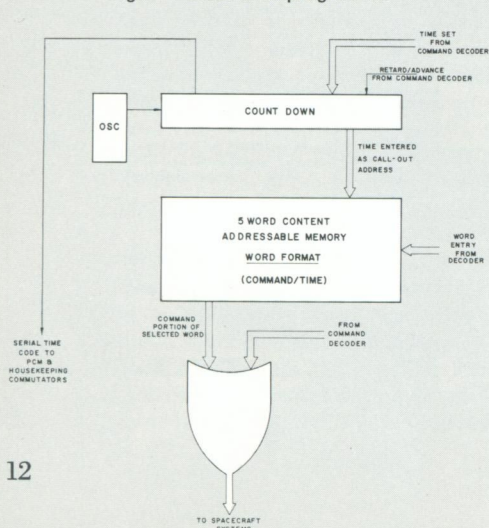 TIME SET
FROM
COMMAND DECODER
RETARD/ADVANCE
FROM COMMAND DECODER
OSC
COUNT DOWN
TIME ENTERED
AS CALL-OUT
ADDRESS
5 WORD CONTENT
ADDRESSABLE MEMORY
WORD FORMAT
(COMMAND/TIME)
WORD
ENTRY
FROM
DECODER
COMMAND
PORTION OF
SELECTED WORD
FROM
COMMAND
DECODER
SERIAL TIME
CODE TO
PCM &
HOUSEKEEPING
COMMUTATORS
12
TO SPACECRAFT